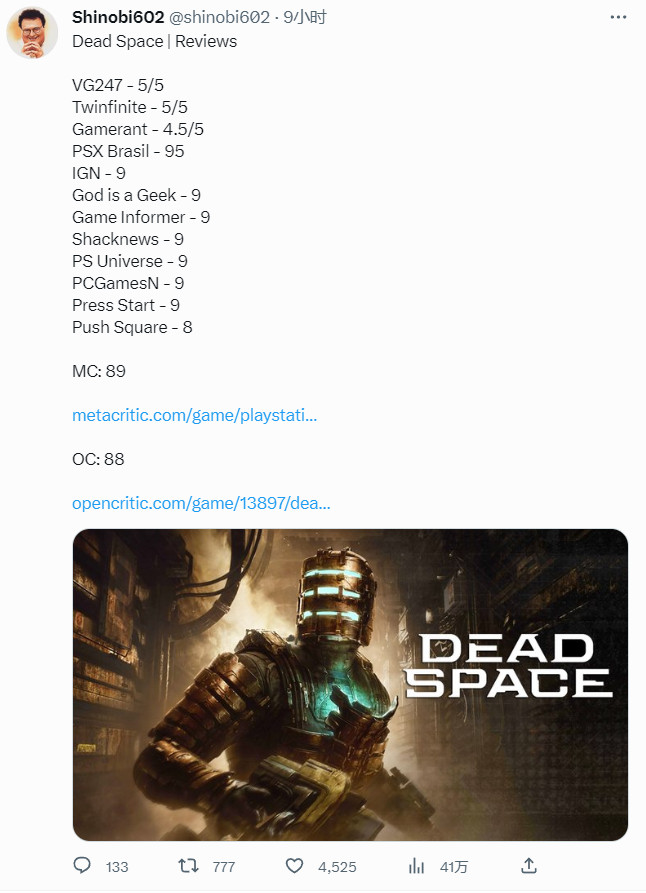 Shinobi602 @shinobi602 · 9小时
Dead Space | Reviews
VG247 - 5/5
Twinfinite - 5/5
Gamerant - 4.5/5
PSX Brasil - 95
IGN - 9
God is a Geek - 9
Game Informer - 9
Shacknews - 9
PS Universe - 9
PCGamesN - 9
Press Start - 9
Push Square - 8
MC: 89
metacritic.com/game/playstati...
OC: 88
opencritic.com/game/13897/dea...
DEAD
SPACE
133 777 4,525 41万